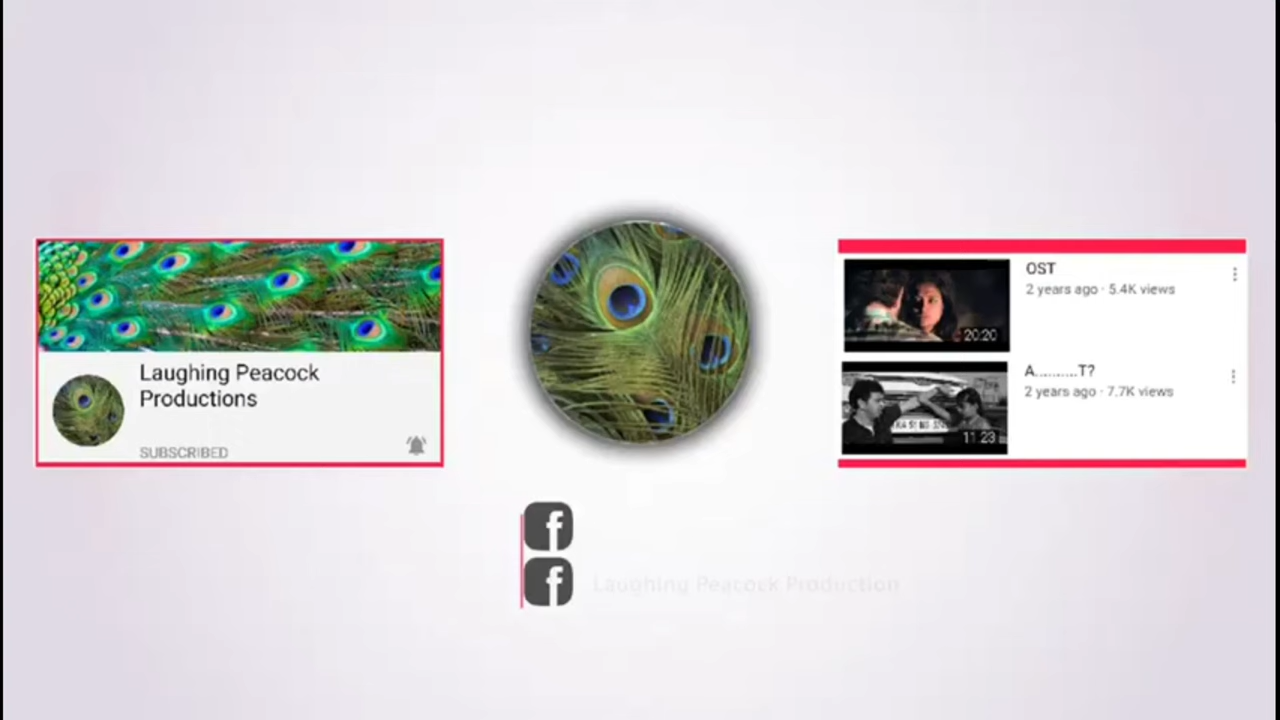 Laughing Peacock
Productions
SUBSCRIBED
OST
2 years ago · 5.4K views
20:20
A..........T?
2 years ago · 7.7K views
11:23
Laughing Peacock Production